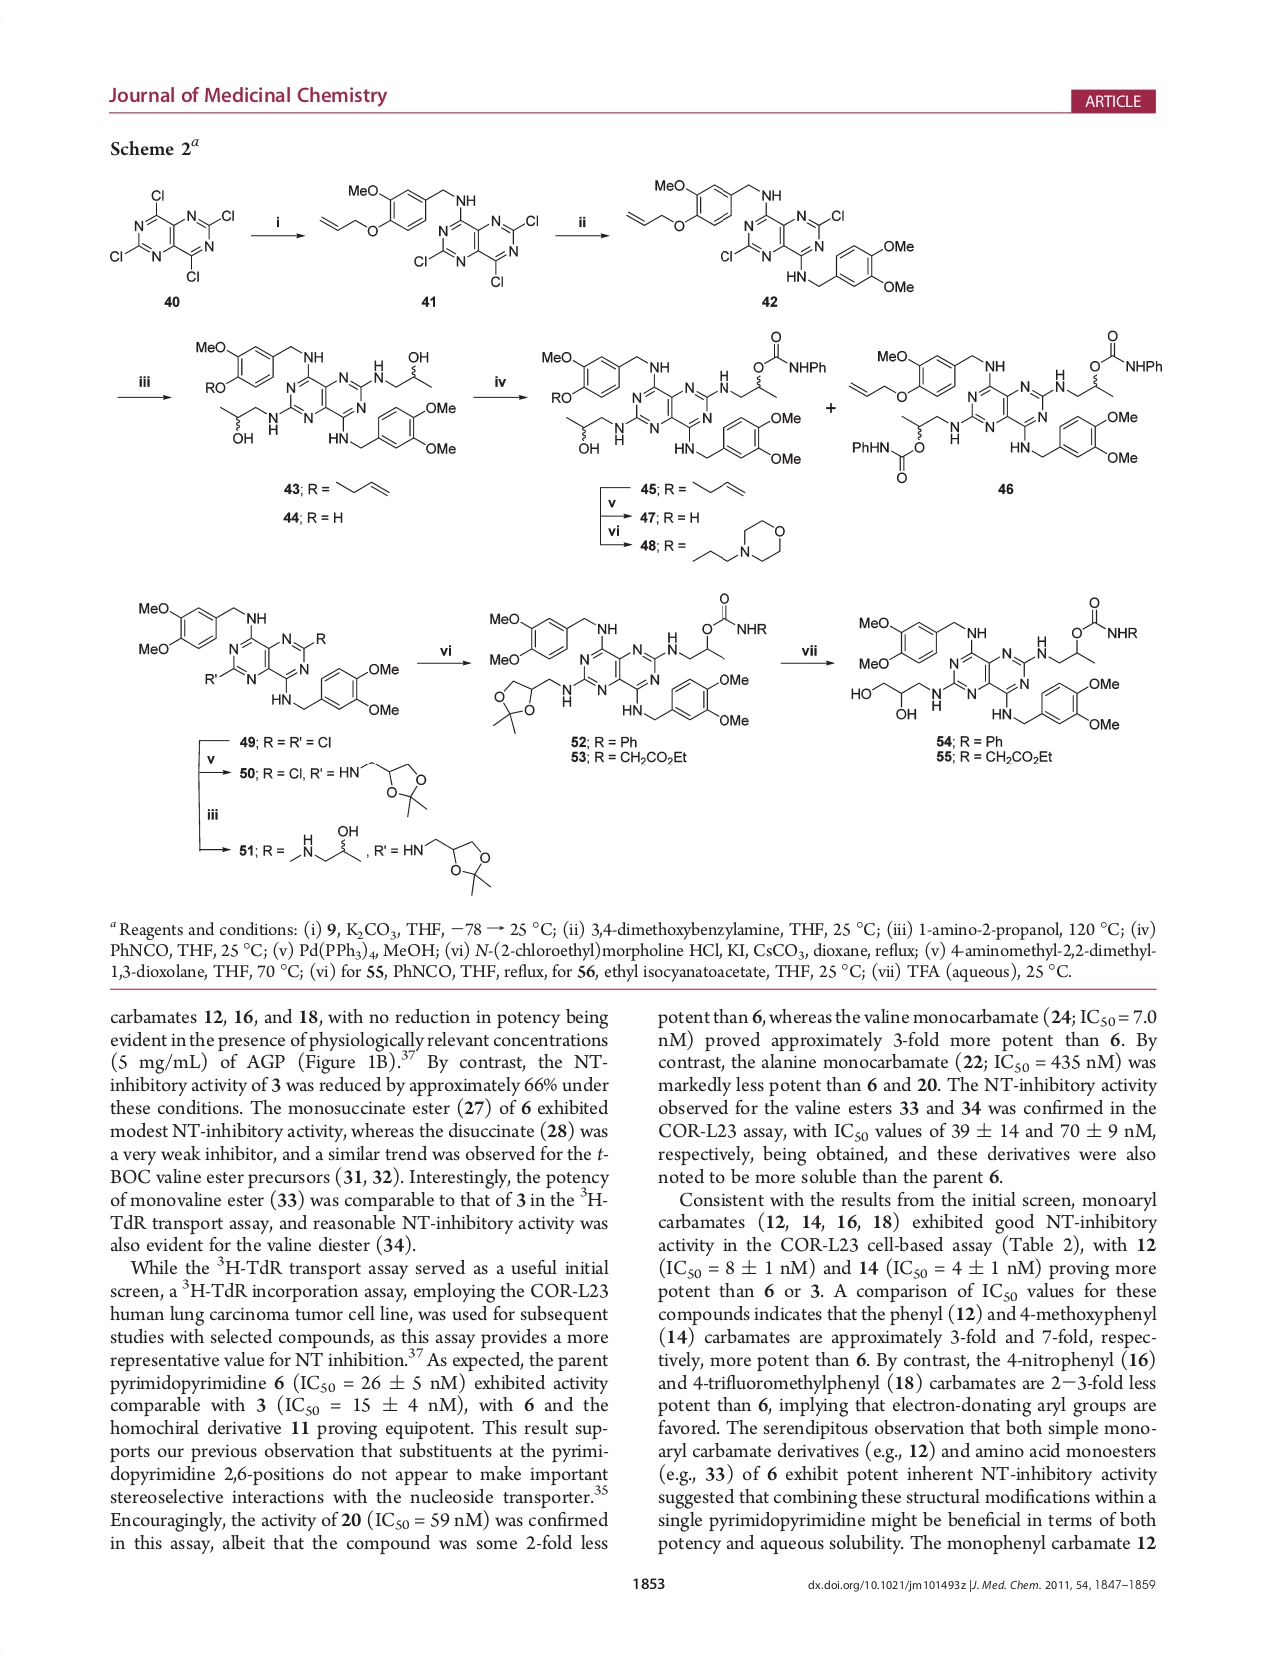 Journal of Medicinal Chemistry
ARTICLE
Scheme 2a
Cl
N
N
Cl
Cl
N
N
Cl
40
i
MeO
NH
O
N
N
Cl
Cl
N
N
Cl
41
ii
MeO
NH
O
N
N
Cl
Cl
N
N
HN
OMe
OMe
42
iii
MeO
NH
RO
N
N
H
N
OH
N
N
N
H
OH
HN
OMe
OMe
43; R =
44; R = H
iv
MeO
NH
RO
N
N
H
N
O
O
NHPh
N
N
N
H
OH
HN
OMe
OMe
45; R =
v
47; R = H
vi
48; R =
N
O
+
MeO
NH
O
N
N
H
N
O
O
NHPh
N
N
N
H
PhHN
O
O
HN
OMe
OMe
46
MeO
MeO
NH
N
N
R
R'
N
N
HN
OMe
OMe
49; R = R' = Cl
v
50; R = Cl, R' = HN
O
O
iii
51; R =
H
N
OH
, R' = HN
O
O
vi
MeO
MeO
NH
N
N
H
N
O
O
NHR
N
N
N
H
O
O
HN
OMe
OMe
52; R = Ph
53; R = CH2CO2Et
vii
MeO
MeO
NH
N
N
H
N
O
O
NHR
HO
OH
N
H
N
N
HN
OMe
OMe
54; R = Ph
55; R = CH2CO2Et
a Reagents and conditions: (i) 9, K2CO3, THF, −78 → 25 °C; (ii) 3,4-dimethoxybenzylamine, THF, 25 °C; (iii) 1-amino-2-propanol, 120 °C; (iv)
PhNCO, THF, 25 °C; (v) Pd(PPh3)4, MeOH; (vi) N-(2-chloroethyl)morpholine HCl, KI, CsCO3, dioxane, reflux; (v) 4-aminomethyl-2,2-dimethyl-
1,3-dioxolane, THF, 70 °C; (vi) for 55, PhNCO, THF, reflux, for 56, ethyl isocyanatoacetate, THF, 25 °C; (vii) TFA (aqueous), 25 °C.
carbamates 12, 16, and 18, with no reduction in potency being
evident in the presence of physiologically relevant concentrations
(5 mg/mL) of AGP (Figure 1B).37 By contrast, the NT-
inhibitory activity of 3 was reduced by approximately 66% under
these conditions. The monosuccinate ester (27) of 6 exhibited
modest NT-inhibitory activity, whereas the disuccinate (28) was
a very weak inhibitor, and a similar trend was observed for the t-
BOC valine ester precursors (31, 32). Interestingly, the potency
of monovaline ester (33) was comparable to that of 3 in the 3H-
TdR transport assay, and reasonable NT-inhibitory activity was
also evident for the valine diester (34).
While the 3H-TdR transport assay served as a useful initial
screen, a 3H-TdR incorporation assay, employing the COR-L23
human lung carcinoma tumor cell line, was used for subsequent
studies with selected compounds, as this assay provides a more
representative value for NT inhibition.37 As expected, the parent
pyrimidopyrimidine 6 (IC50 = 26 ± 5 nM) exhibited activity
comparable with 3 (IC50 = 15 ± 4 nM), with 6 and the
homochiral derivative 11 proving equipotent. This result sup-
ports our previous observation that substituents at the pyrimi-
dopyrimidine 2,6-positions do not appear to make important
stereoselective interactions with the nucleoside transporter.35
Encouragingly, the activity of 20 (IC50 = 59 nM) was confirmed
in this assay, albeit that the compound was some 2-fold less
potent than 6, whereas the valine monocarbamate (24; IC50 = 7.0
nM) proved approximately 3-fold more potent than 6. By
contrast, the alanine monocarbamate (22; IC50 = 435 nM) was
markedly less potent than 6 and 20. The NT-inhibitory activity
observed for the valine esters 33 and 34 was confirmed in the
COR-L23 assay, with IC50 values of 39 ± 14 and 70 ± 9 nM,
respectively, being obtained, and these derivatives were also
noted to be more soluble than the parent 6.
Consistent with the results from the initial screen, monoaryl
carbamates (12, 14, 16, 18) exhibited good NT-inhibitory
activity in the COR-L23 cell-based assay (Table 2), with 12
(IC50 = 8 ± 1 nM) and 14 (IC50 = 4 ± 1 nM) proving more
potent than 6 or 3. A comparison of IC50 values for these
compounds indicates that the phenyl (12) and 4-methoxyphenyl
(14) carbamates are approximately 3-fold and 7-fold, respec-
tively, more potent than 6. By contrast, the 4-nitrophenyl (16)
and 4-trifluoromethylphenyl (18) carbamates are 2−3-fold less
potent than 6, implying that electron-donating aryl groups are
favored. The serendipitous observation that both simple mono-
aryl carbamate derivatives (e.g., 12) and amino acid monoesters
(e.g., 33) of 6 exhibit potent inherent NT-inhibitory activity
suggested that combining these structural modifications within a
single pyrimidopyrimidine might be beneficial in terms of both
potency and aqueous solubility. The monophenyl carbamate 12
1853
dx.doi.org/10.1021/jm101493z |J. Med. Chem. 2011, 54, 1847–1859